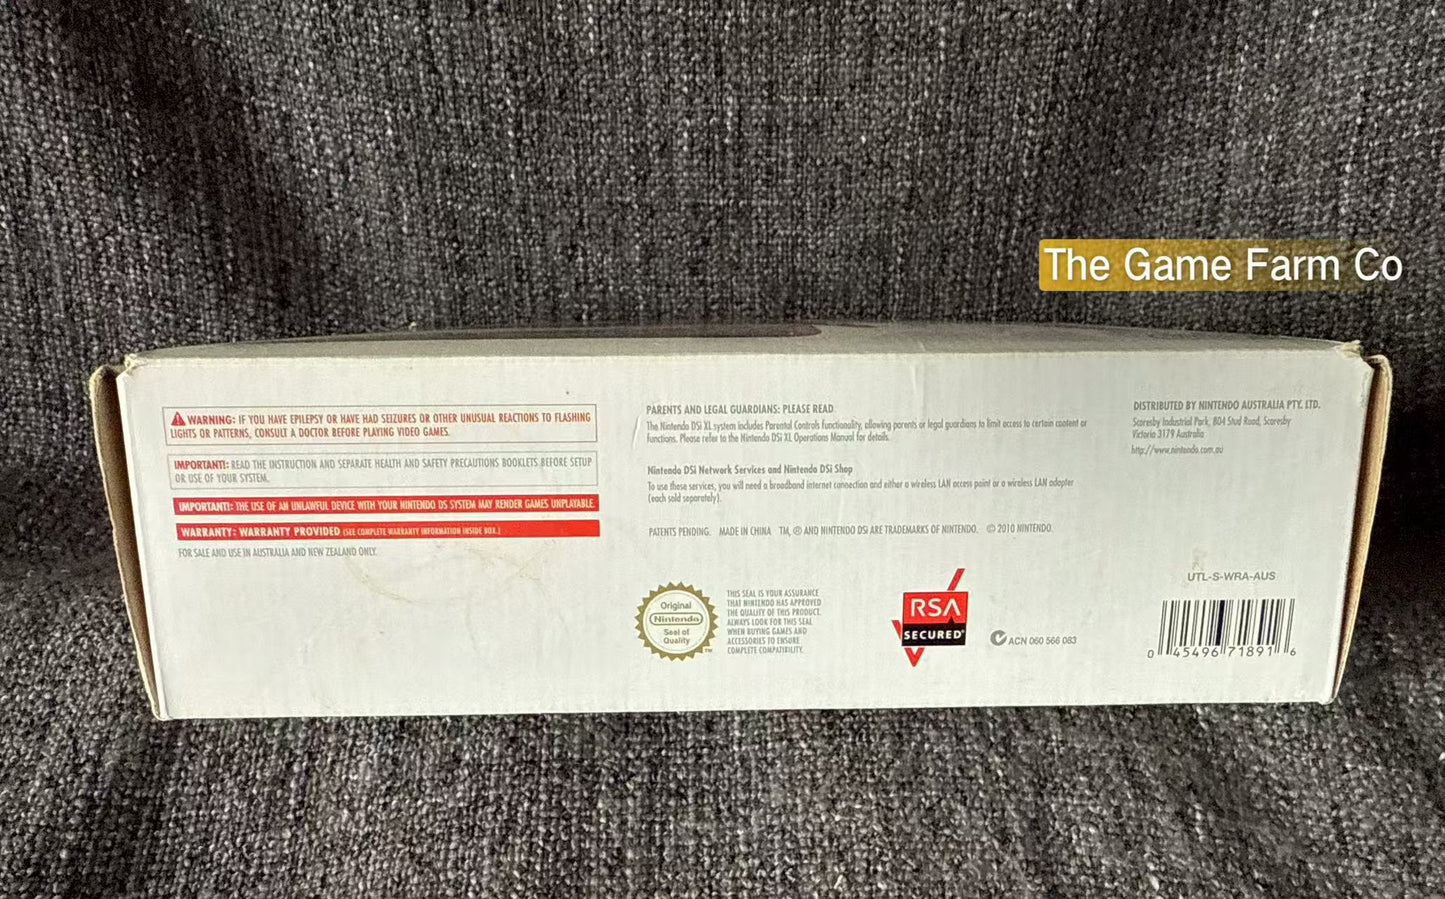 The Game Farm Co
WARNING: IF YOU HAVE EPILEPSY OR HAVE HAD SEIZURES OR OTHER UNUSUAL REACTIONS TO FLASHING
LIGHTS OR PATTERNS, CONSULT A DOCTOR BEFORE PLAYING VIDEO GAMES.
IMPORTANT!: READ THE INSTRUCTION AND SEPARATE HEALTH AND SAFETY PRECAUTIONS BOOKLETS BEFORE SETUP
OR USE OF YOUR SYSTEM.
IMPORTANT!: THE USE OF AN UNLAWFUL DEVICE WITH YOUR NINTENDO DS SYSTEM MAY RENDER GAMES UNPLAYABLE.
WARRANTY: WARRANTY PROVIDED (SEE COMPLETE WARRANTY INFORMATION INSIDE BOX.)
FOR SALE AND USE IN AUSTRALIA AND NEW ZEALAND ONLY.
PARENTS AND LEGAL GUARDIANS: PLEASE READ
The Nintendo DSi XL system includes Parental Controls functionality, allowing parents or legal guardians to limit access to certain content or
functions. Please refer to the Nintendo DSi XL Operations Manual for details.
Nintendo DSi Network Services and Nintendo DSi Shop
To use these services, you will need a broadband internet connection and either a wireless LAN access point or a wireless LAN adapter
(each sold separately).
PATENTS PENDING. MADE IN CHINA TM, ® AND NINTENDO DSi ARE TRADEMARKS OF NINTENDO. © 2010 NINTENDO.
Original
Nintendo
Seal of
Quality
TM
THIS SEAL IS YOUR ASSURANCE
THAT NINTENDO HAS APPROVED
THE QUALITY OF THIS PRODUCT.
ALWAYS LOOK FOR THIS SEAL
WHEN BUYING GAMES AND
ACCESSORIES TO ENSURE
COMPLETE COMPATIBILITY.
RSA
SECURED®
ACN 060 566 083
DISTRIBUTED BY NINTENDO AUSTRALIA PTY. LTD.
Scoresby Industrial Park, 804 Stud Road, Scoresby
Victoria 3179 Australia
http://www.nintendo.com.au
UTL-S-WRA-AUS
0 45496 71891 6